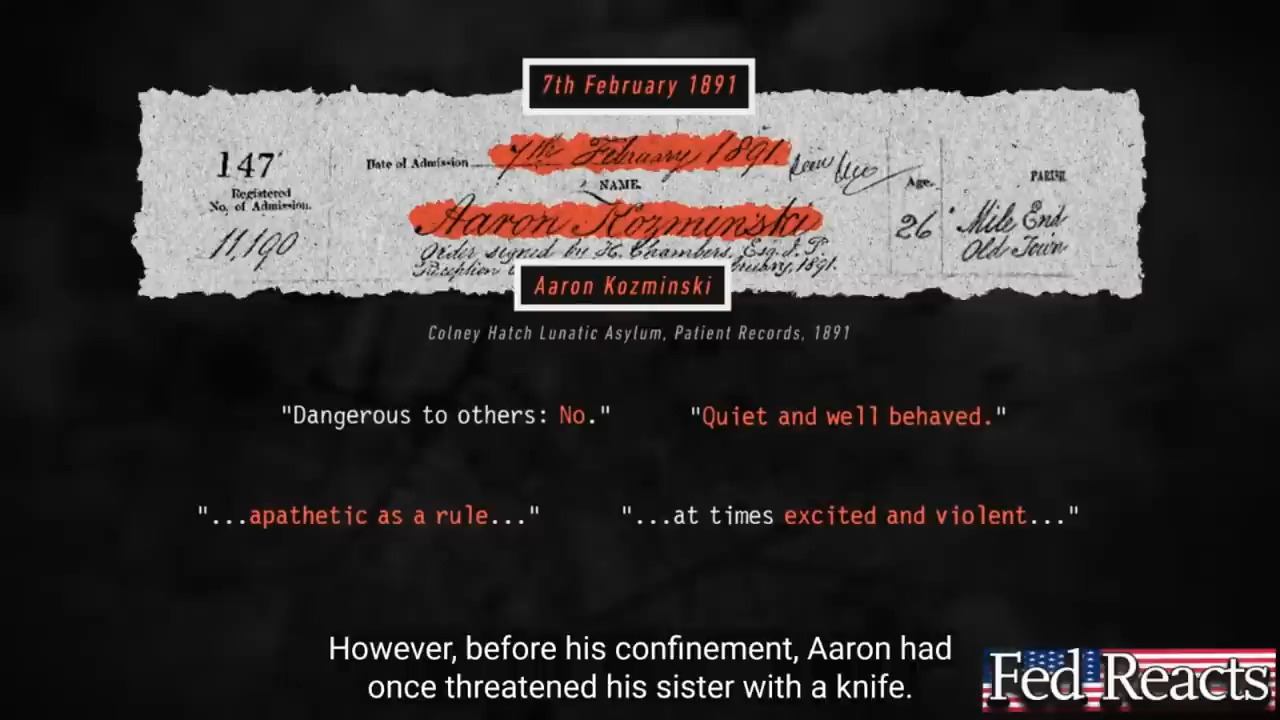 7th February 1891
147
Registered
No. of Admission.
11,190
Date of Admission 7th February 1891
NAME.
Aaron Kozminski
Order signed by H. Chambers, Esq. J. P.
Reception bruary, 1891.
Age.
26
PARISH
Mile End
Old Town
Aaron Kozminski
Colney Hatch Lunatic Asylum, Patient Records, 1891
"Dangerous to others: No." "Quiet and well behaved."
"...apathetic as a rule..." "...at times excited and violent..."
However, before his confinement, Aaron had
once threatened his sister with a knife.
Fed Reacts